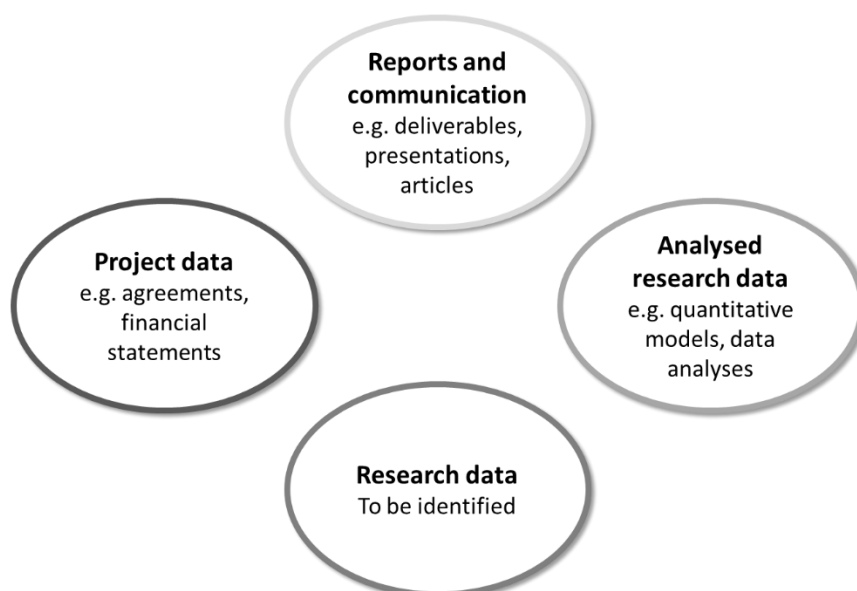 Reports and
communication
e.g. deliverables,
presentations,
articles
Project data
e.g. agreements,
financial
statements
Analysed
research data
e.g. quantitative
models, data
analyses
Research data
To be identified